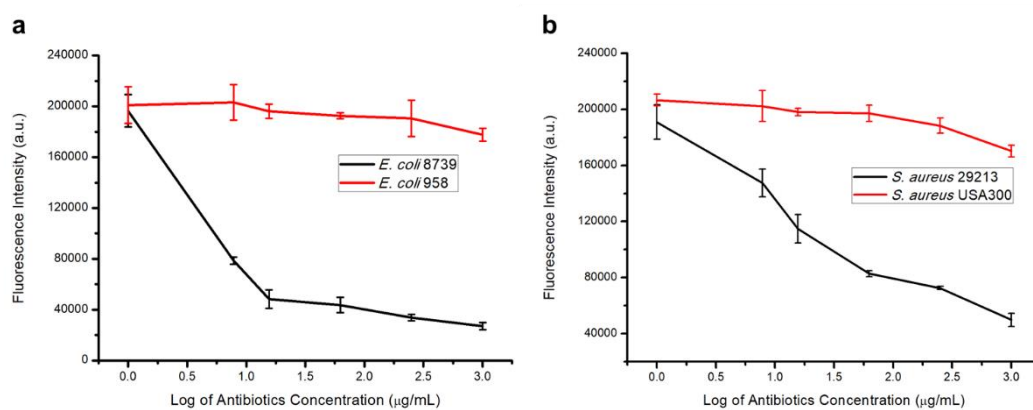 a
240000
200000
160000
120000
80000
40000
0
Fluorescence Intensity (a.u.)
E. coli 8739
E. coli 958
0.0 0.5 1.0 1.5 2.0 2.5 3.0
Log of Antibiotics Concentration (μg/mL)
b
240000
200000
160000
120000
80000
40000
Fluorescence Intensity (a.u.)
S. aureus 29213
S. aureus USA300
0.0 0.5 1.0 1.5 2.0 2.5 3.0
Log of Antibiotics Concentration (μg/mL)